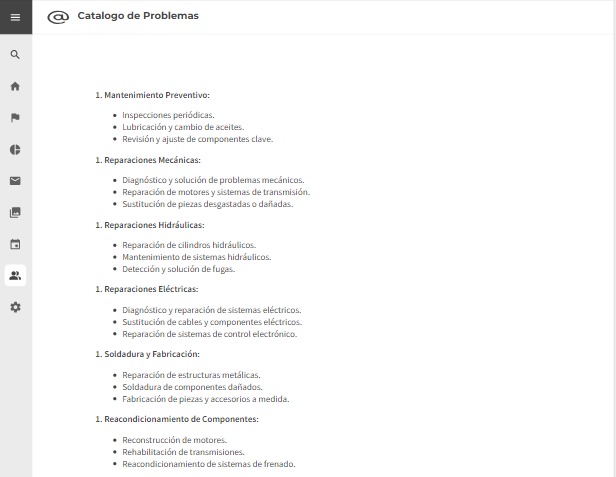 @ Catalogo de Problemas
1. Mantenimiento Preventivo:
• Inspecciones periódicas.
• Lubricación y cambio de aceites.
• Revisión y ajuste de componentes clave.
1. Reparaciones Mecánicas:
• Diagnóstico y solución de problemas mecánicos.
• Reparación de motores y sistemas de transmisión.
• Sustitución de piezas desgastadas o dañadas.
1. Reparaciones Hidráulicas:
• Reparación de cilindros hidráulicos.
• Mantenimiento de sistemas hidráulicos.
• Detección y solución de fugas.
1. Reparaciones Eléctricas:
• Diagnóstico y reparación de sistemas eléctricos.
• Sustitución de cables y componentes eléctricos.
• Reparación de sistemas de control electrónico.
1. Soldadura y Fabricación:
• Reparación de estructuras metálicas.
• Soldadura de componentes dañados.
• Fabricación de piezas y accesorios a medida.
1. Reacondicionamiento de Componentes:
• Reconstrucción de motores.
• Rehabilitación de transmisiones.
• Reacondicionamiento de sistemas de frenado.